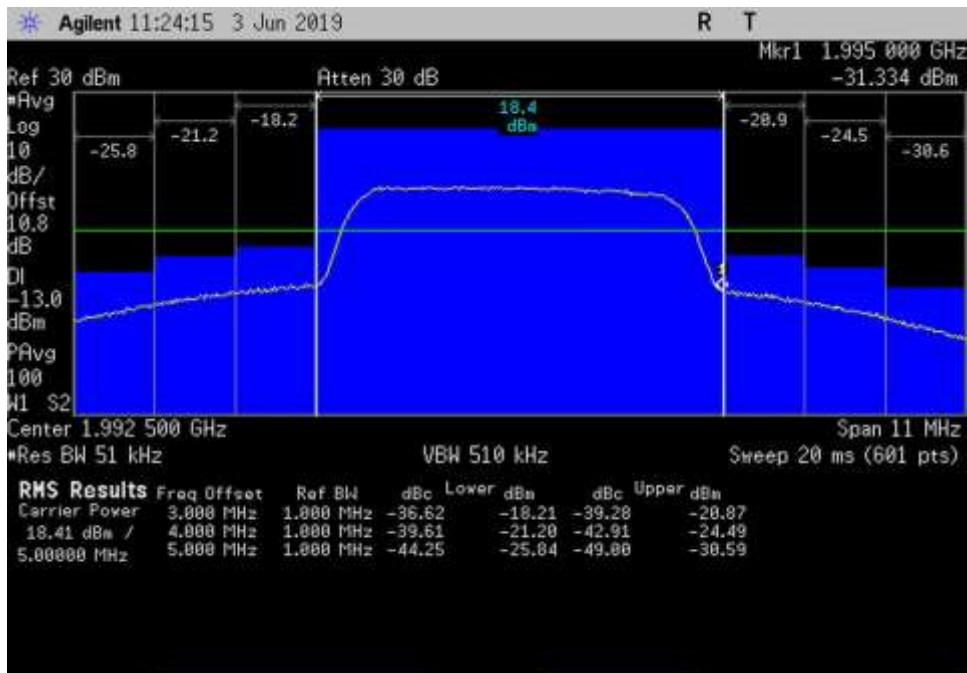 Agilent 11:24:15 3 Jun 2019 R T
Mkr1 1.995 000 GHz
Ref 30 dBm Atten 30 dB -31.334 dBm
#Avg
Log
10
dB/
Offst
10.8
dB
DI
-13.0
dBm
PAvg
100
W1 S2
18.4
dBm
-25.8 -21.2 -18.2 -20.9 -24.5 -30.6
1
Center 1.992 500 GHz Span 11 MHz
#Res BW 51 kHz VBW 510 kHz Sweep 20 ms (601 pts)
RMS Results Freq Offset Ref BW dBc Lower dBm dBc Upper dBm
Carrier Power 3.000 MHz 1.000 MHz -36.62 -18.21 -39.28 -20.87
18.41 dBm / 4.000 MHz 1.000 MHz -39.61 -21.20 -42.91 -24.49
5.00000 MHz 5.000 MHz 1.000 MHz -44.25 -25.84 -49.00 -30.59